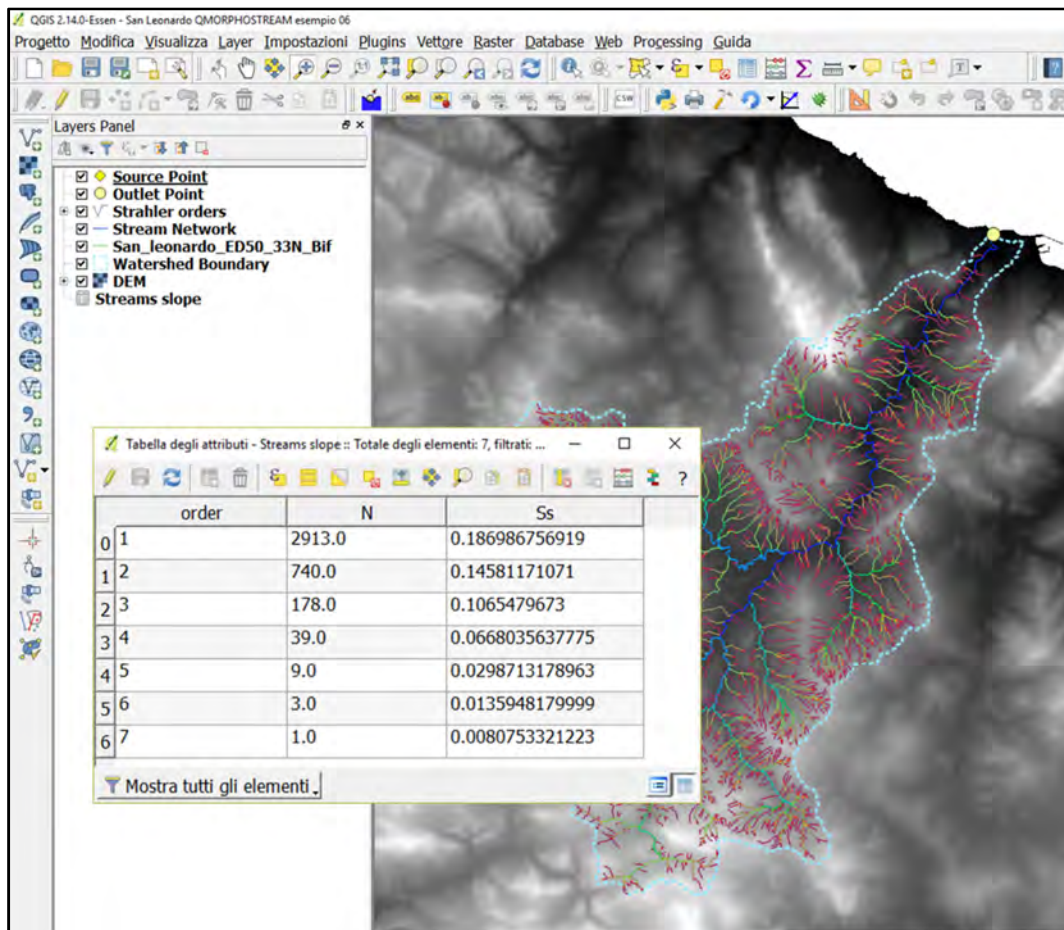 QGIS 2.14.0-Essen - San Leonardo QMORPHOSTREAM esempio 06
Progetto Modifica Visualizza Layer Impostazioni Plugins Vettore Raster Database Web Processing Guida
Layers Panel
Source Point
Outlet Point
Strahler orders
Stream Network
San_leonardo_ED50_33N_Bif
Watershed Boundary
DEM
Streams slope
Tabella degli attributi - Streams slope :: Totale degli elementi: 7, filtrati: ...
order N Ss
0 1 2913.0 0.186986756919
1 2 740.0 0.14581171071
2 3 178.0 0.1065479673
3 4 39.0 0.0668035637775
4 5 9.0 0.0298713178963
5 6 3.0 0.0135948179999
6 7 1.0 0.0080753321223
Mostra tutti gli elementi